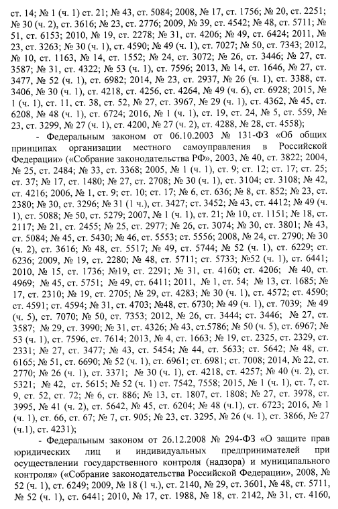 ст. 14; № 1 (ч. 1) ст. 21; № 43, ст. 5084; 2008, № 17, ст. 1756, № 20, ст. 2251;
№ 30 (ч. 2), ст. 3616; № 23, ст. 2776; 2009, № 39, ст. 4542; № 48, ст. 5711; №
51, ст. 6153; 2010, № 19, ст. 2278; № 31, ст. 4206; № 49, ст. 6424; 2011, №
23, ст. 3263; № 30 (ч. 1), ст. 4590; № 49 (ч. 1), ст. 7027; № 50, ст. 7343; 2012,
№ 10, ст. 1163, № 14, ст. 1552; № 24, ст. 3072; № 26, ст. 3446; № 27, ст.
3587; № 31, ст. 4322; № 53 (ч. 1), ст. 7596; 2013, № 14, ст. 1646, № 27, ст.
3477, № 52 (ч. 1), ст. 6982; 2014, № 23, ст. 2937, № 26 (ч. 1), ст. 3388, ст.
3406, № 30 (ч. 1), ст. 4218, ст. 4256, ст. 4264, № 49 (ч. 6), ст. 6928; 2015, №
1 (ч. 1), ст. 11, ст. 38, ст. 52, № 27, ст. 3967, № 29 (ч. 1), ст. 4362, № 45, ст.
6208, № 48 (ч. 1), ст. 6724; 2016, № 1 (ч. 1), ст. 19, ст. 24, № 5, ст. 559, №
23, ст. 3299, № 27 (ч. 1), ст. 4200, № 27 (ч. 2), ст. 4288, № 28, ст. 4558);
- Федеральным законом от 06.10.2003 № 131-ФЗ «Об общих
принципах организации местного самоуправления в Российской
Федерации» («Собрание законодательства РФ», 2003, № 40, ст. 3822; 2004,
№ 25, ст. 2484; № 33, ст. 3368; 2005, № 1 (ч. 1), ст. 9; ст. 12; ст. 17; ст. 25;
ст. 37; № 17, ст. 1480; № 27, ст. 2708; № 30 (ч. 1), ст. 3104; ст. 3108; № 42,
ст. 4216; 2006, № 1, ст. 9; ст. 10; ст. 17; № 6, ст. 636; № 8, ст. 852; № 23, ст.
2380; № 30, ст. 3296; № 31 (1 ч.), ст. 3427; ст. 3452; № 43, ст. 4412; № 49 (ч.
1), ст. 5088; № 50, ст. 5279; 2007, № 1 (ч. 1), ст. 21; № 10, ст. 1151; № 18, ст.
2117; № 21, ст. 2455; № 25, ст. 2977; № 26, ст. 3074; № 30, ст. 3801; № 43,
ст. 5084; № 45, ст. 5430; № 46, ст. 5553; ст. 5556; 2008, № 24, ст. 2790; № 30
(ч. 2), ст. 3616; № 48, ст. 5517; № 49, ст. 5744; № 52 (ч. 1), ст. 6229; ст.
6236; 2009, № 19, ст. 2280; № 48, ст. 5711; ст. 5733; №52 (ч. 1), ст. 6441;
2010, № 15, ст. 1736; №19, ст. 2291; № 31, ст. 4160; ст. 4206; № 40, ст.
4969; № 45, ст. 5751; № 49, ст. 6411; 2011, № 1, ст. 54; № 13, ст. 1685; №
17, ст. 2310; № 19, ст. 2705; № 29, ст. 4283; № 30 (ч. 1), ст. 4572; ст. 4590;
ст. 4591; ст. 4594; № 31, ст. 4703; №48, ст. 6730; № 49 (ч. 1), ст. 7039; № 49
(ч. 5), ст. 7070; № 50, ст. 7353; 2012, № 26, ст. 3444; ст. 3446; № 27, ст.
3587; № 29, ст. 3990; № 31, ст. 4326; № 43, ст.5786; № 50 (ч. 5), ст. 6967; №
53 (ч. 1), ст. 7596, ст. 7614; 2013, № 4, ст. 1663, № 19, ст. 2325, ст. 2329, ст.
2331; № 27, ст. 3477; № 43, ст. 5454; № 44, ст. 5633; ст. 5642; № 48, ст.
6165; № 51, ст. 6690; № 52 (ч. 1), ст. 6961; ст. 6981; ст. 7008; 2014, № 22, ст.
2770; № 26 (ч. 1), ст. 3371; № 30 (ч. 1), ст. 4218, ст. 4257; № 40 (ч. 2), ст.
5321; № 42, ст. 5615; № 52 (ч. 1) ст. 7542, 7558; 2015, № 1 (ч. 1), ст. 7, ст.
9, ст. 52, ст. 72; № 6, ст. 886, № 13, ст. 1807, ст. 1808; № 27, ст. 3978, ст.
3995, № 41 (ч. 2), ст. 5642, № 45, ст. 6204; № 48 (ч.1), ст. 6723; 2016, № 1
(ч. 1), ст. 66, ст. 67; № 7, ст. 905; № 23, ст. 3295, № 26 (ч. 1), ст. 3866, № 27
(ч.1), ст. 4231);
- Федеральным законом от 26.12.2008 № 294-ФЗ «О защите прав
юридических лиц и индивидуальных предпринимателей при
осуществлении государственного контроля (надзора) и муниципального
контроля» («Собрание законодательства Российской Федерации», 2008, №
52 (ч. 1), ст. 6249; 2009, № 18 (1 ч.), ст. 2140, № 29, ст. 3601, № 48, ст. 5711,
№ 52 (ч. 1), ст. 6441; 2010, № 17, ст. 1988, № 18, ст. 2142, № 31, ст. 4160,